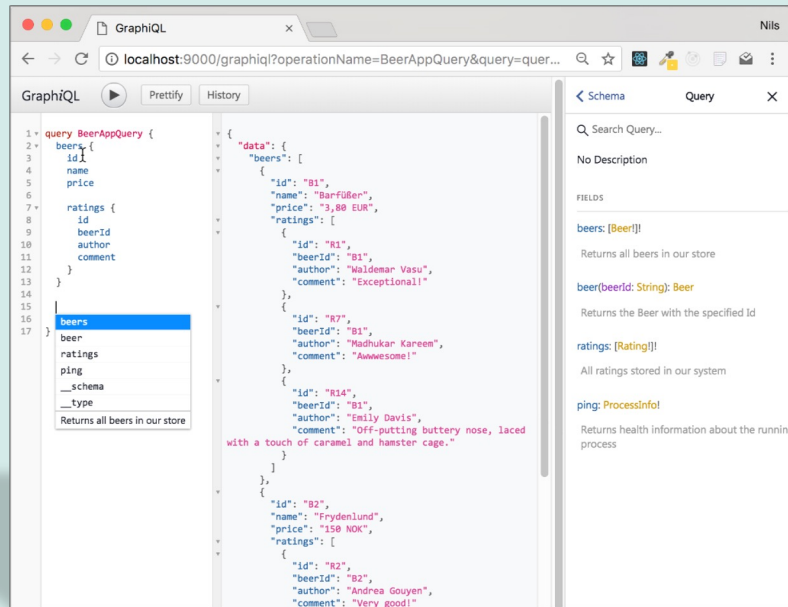 GraphiQL
Nils
localhost:9000/graphiql?operationName=BeerAppQuery&query=quer...
GraphiQL
Prettify
History
1 query BeerAppQuery {
2 beers {
3 id
4 name
5 price
6
7 ratings {
8 id
9 beerId
10 author
11 comment
12 }
13 }
14
15
16
17 }
beers
beer
ratings
ping
__schema
__type
Returns all beers in our store
{
"data": {
"beers": [
{
"id": "B1",
"name": "Barfüßer",
"price": "3,80 EUR",
"ratings": [
{
"id": "R1",
"beerId": "B1",
"author": "Waldemar Vasu",
"comment": "Exceptional!"
},
{
"id": "R7",
"beerId": "B1",
"author": "Madhukar Kareem",
"comment": "Awwwesome!"
},
{
"id": "R14",
"beerId": "B1",
"author": "Emily Davis",
"comment": "Off-putting buttery nose, laced
with a touch of caramel and hamster cage."
}
]
},
{
"id": "B2",
"name": "Frydenlund",
"price": "150 NOK",
"ratings": [
{
"id": "R2",
"beerId": "B2",
"author": "Andrea Gouyen",
"comment": "Very good!"
Schema
Query
Search Query...
No Description
FIELDS
beers: [Beer!]!
Returns all beers in our store
beer(beerId: String): Beer
Returns the Beer with the specified Id
ratings: [Rating!]!
All ratings stored in our system
ping: ProcessInfo!
Returns health information about the runnin
process